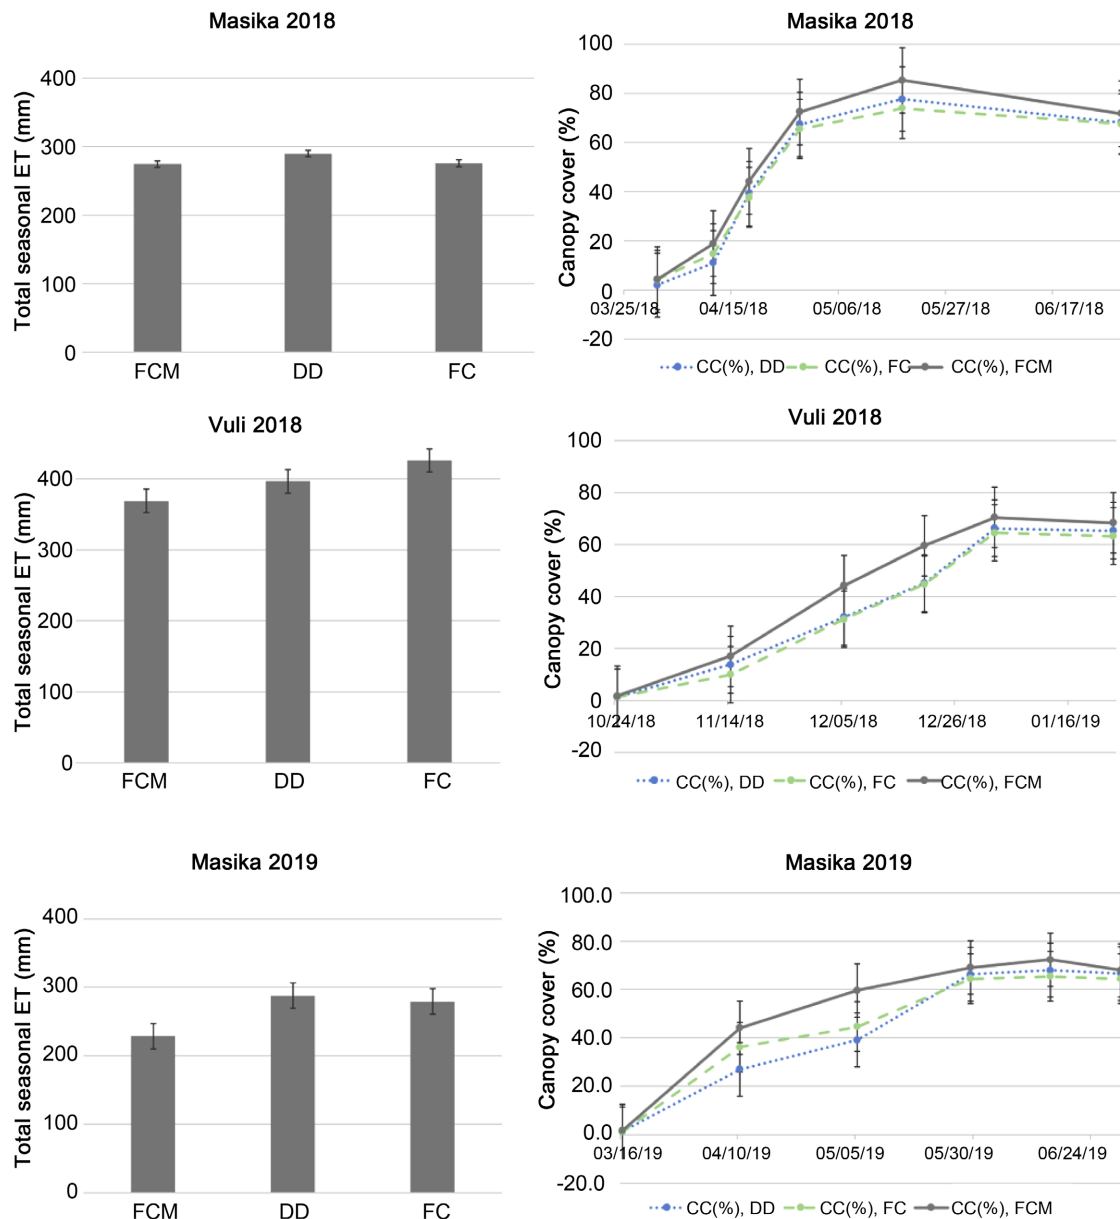 Masika 2018
Total seasonal ET (mm)
400
300
200
100
0
FCM DD FC
Masika 2018
Canopy cover (%)
100
80
60
40
20
0
-20
03/25/18 04/15/18 05/06/18 05/27/18 06/17/18
CC(%), DD CC(%), FC CC(%), FCM
Vuli 2018
Total seasonal ET (mm)
400
300
200
100
0
FCM DD FC
Vuli 2018
Canopy cover (%)
100
80
60
40
20
0
-20
10/24/18 11/14/18 12/05/18 12/26/18 01/16/19
CC(%), DD CC(%), FC CC(%), FCM
Masika 2019
Total seasonal ET (mm)
400
300
200
100
0
FCM DD FC
Masika 2019
Canopy cover (%)
100.0
80.0
60.0
40.0
20.0
0.0
-20.0
03/16/19 04/10/19 05/05/19 05/30/19 06/24/19
CC(%), DD CC(%), FC CC(%), FCM